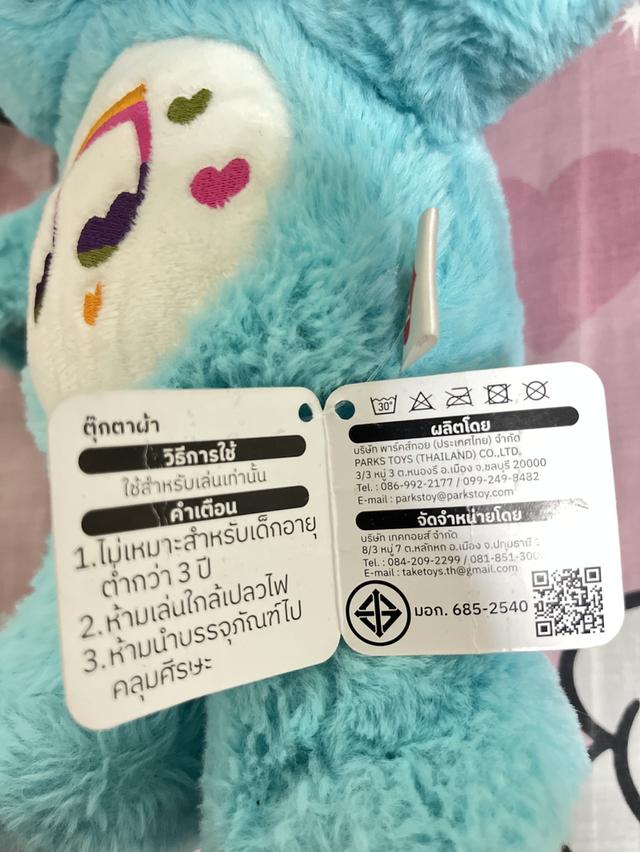 ตุ๊กตาผ้า
วิธีการใช้
ใช้สำหรับเล่นเท่านั้น
คำเตือน
1.ไม่เหมาะสำหรับเด็กอายุ
ต่ำกว่า 3 ปี
2.ห้ามเล่นใกล้เปลวไฟ
3.ห้ามนำบรรจุภัณฑ์ไป
คลุมศีรษะ
30°
ผลิตโดย
บริษัท พาร์คส์ทอย (ประเทศไทย) จำกัด
PARKS TOYS (THAILAND) CO.,LTD.
3/3 หมู่ 3 ต.หนองรี อ.เมือง จ.ชลบุรี 20000
Tel. : 086-992-2177 / 099-249-8482
E-mail : parkstoy@parkstoy.com
จัดจำหน่ายโดย
บริษัท เทคทอยส์ จำกัด
8/3 หมู่ 7 ต.หลักหก อ.เมือง จ.ปทุมธานี
Tel. : 084-209-2299 / 081-851-300
E-mail : taketoys.th@gmail.com
มอก. 685-2540